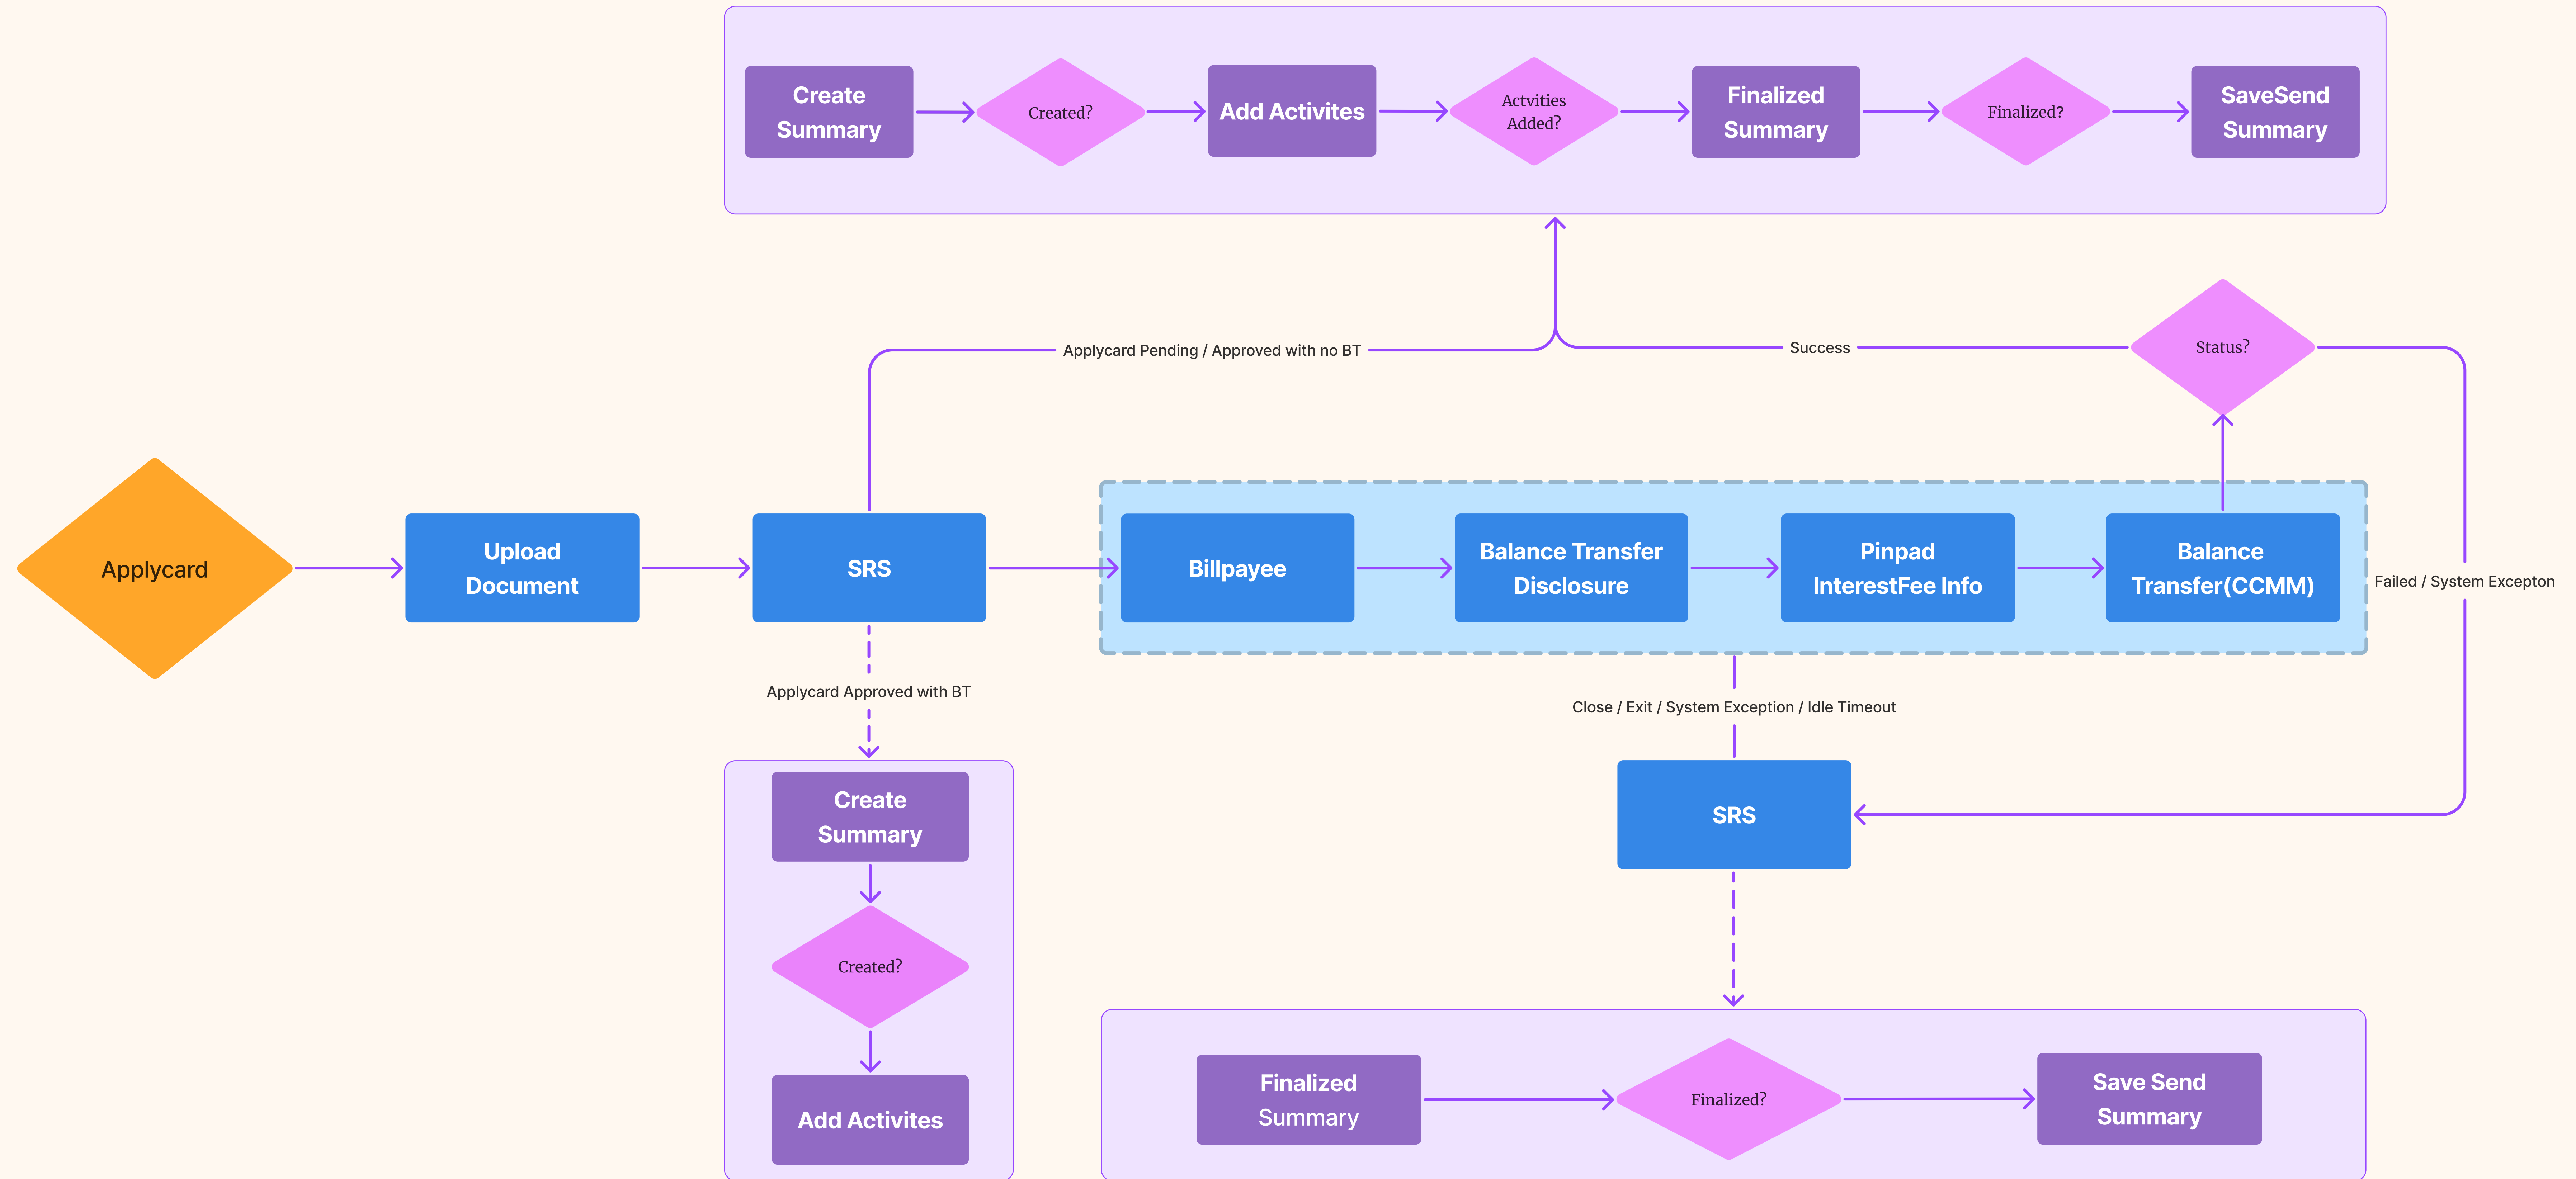 Create
Summary
Created?
Add Activites
Actvities
Added?
Finalized
Summary
Finalized?
SaveSend
Summary
Applycard Pending / Approved with no BT
Success
Status?
Applycard
Upload
Document
SRS
Billpayee
Balance Transfer
Disclosure
Pinpad
InterestFee Info
Balance
Transfer(CCMM)
Failed / System Excepton
Applycard Approved with BT
Close / Exit / System Exception / Idle Timeout
Create
Summary
Created?
Add Activites
SRS
Finalized
Summary
Finalized?
Save Send
Summary